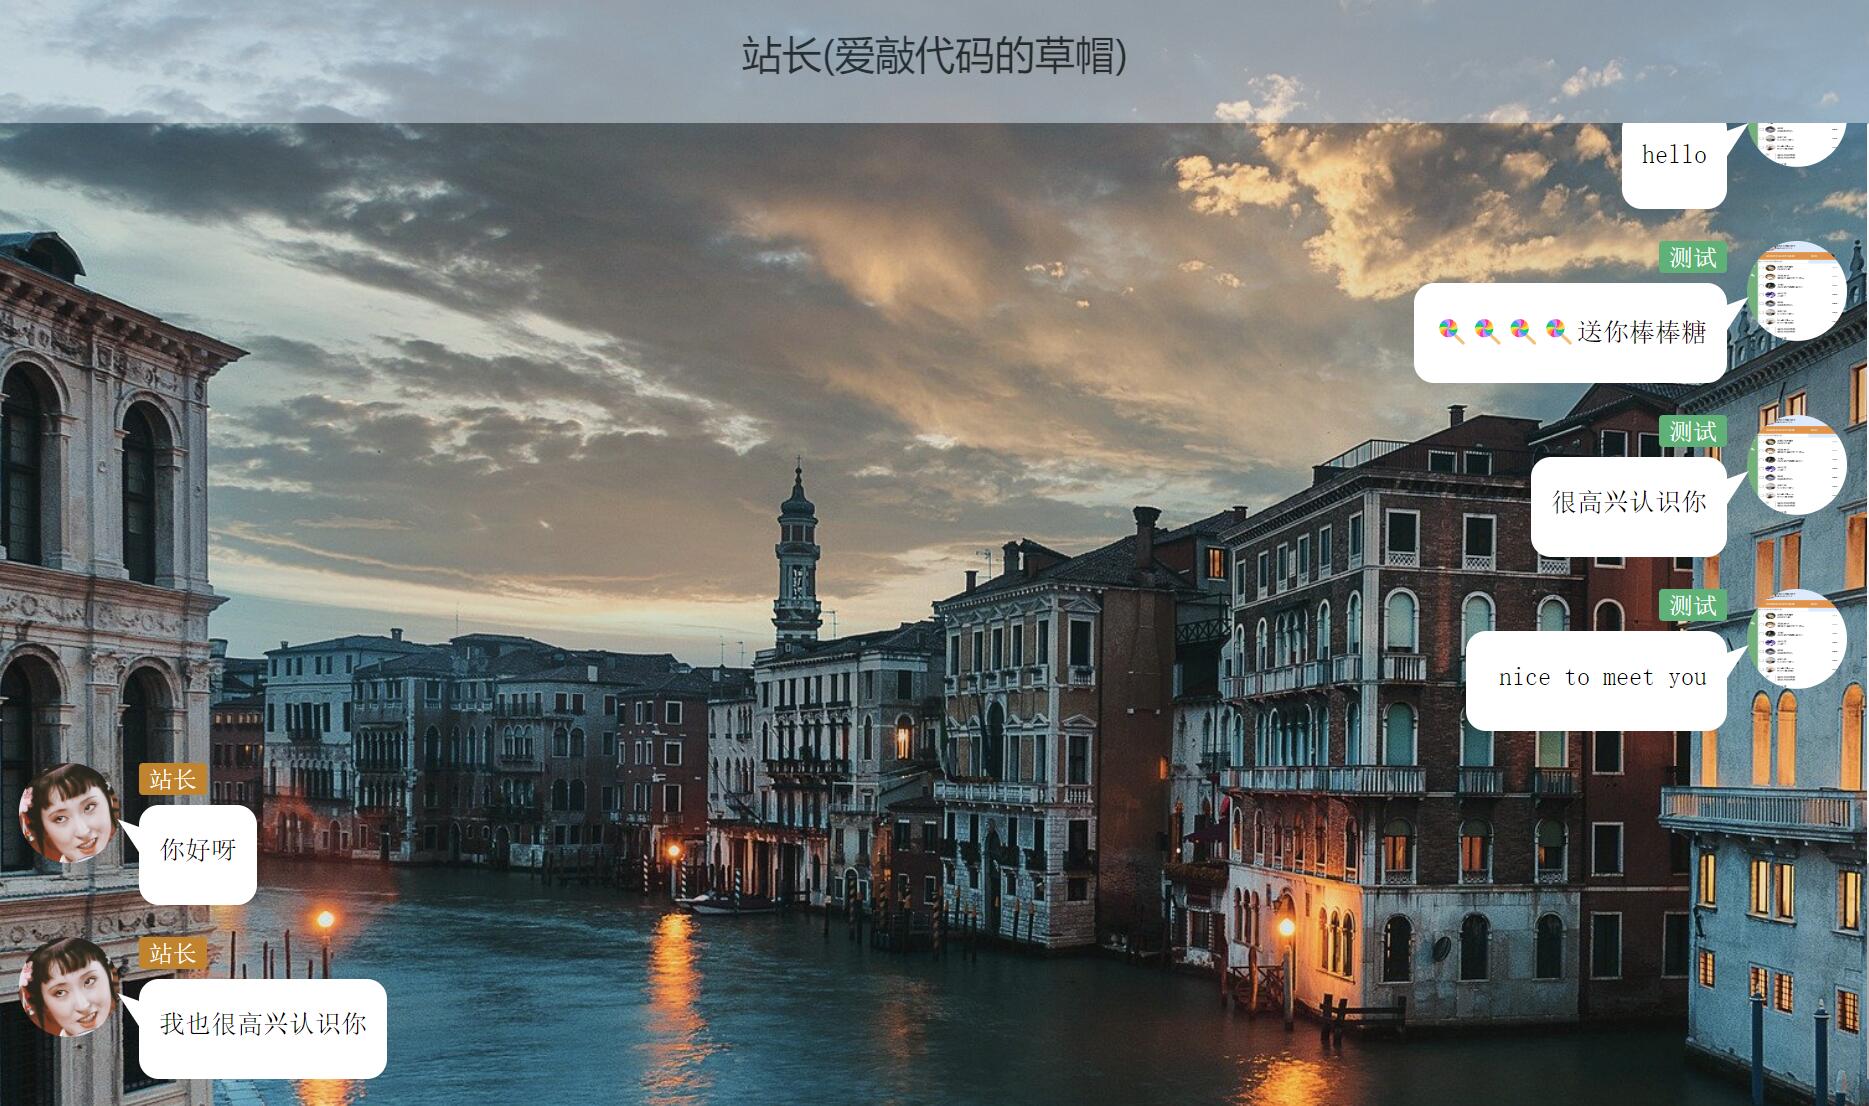 站长(爱敲代码的草帽)
hello
测试
🍭🍭🍭🍭送你棒棒糖
测试
很高兴认识你
测试
nice to meet you
站长
你好呀
站长
我也很高兴认识你